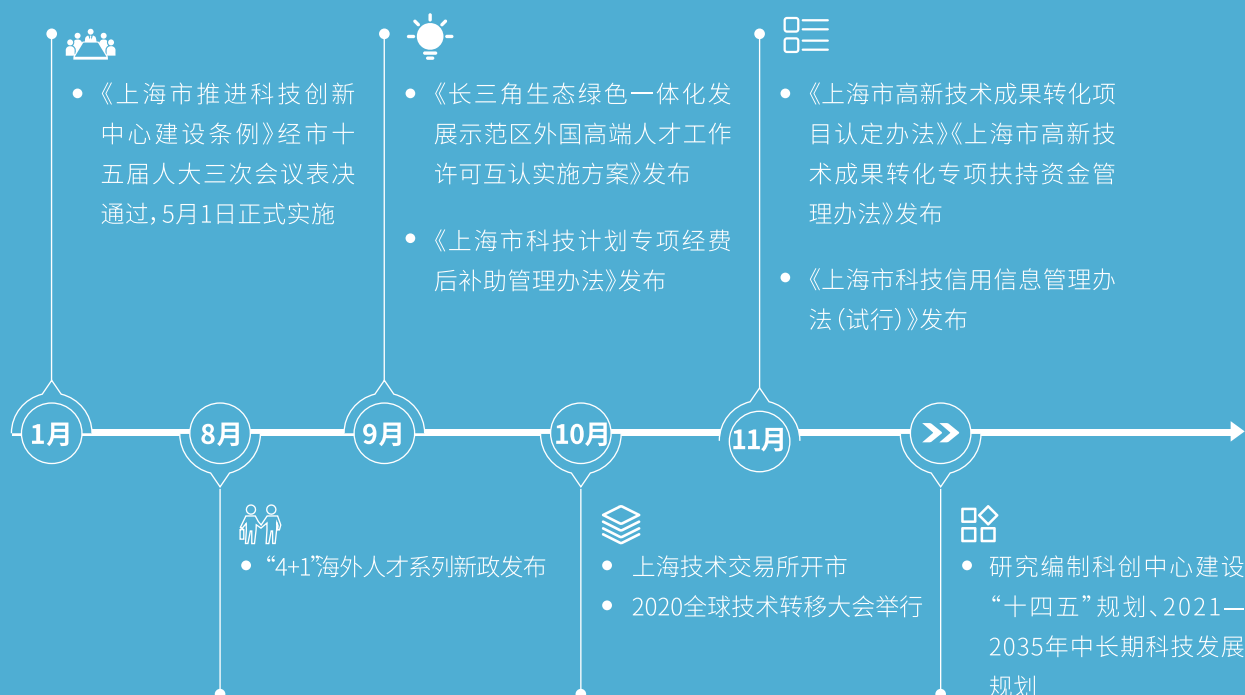 《上海市推进科技创新
中心建设条例》经市十
五届人大三次会议表决
通过，5月1日正式实施
《长三角生态绿色一体化发
展示范区外国高端人才工作
许可互认实施方案》发布
《上海市科技计划专项经费
后补助管理办法》发布
《上海市高新技术成果转化项
目认定办法》《上海市高新技
术成果转化专项扶持资金管
理办法》发布
《上海市科技信用信息管理办
法（试行）》发布
1月
8月
9月
10月
11月
“4+1”海外人才系列新政发布
上海技术交易所开市
2020全球技术转移大会举行
研究编制科创中心建设
“十四五”规划、2021—
2035年中长期科技发展
规划